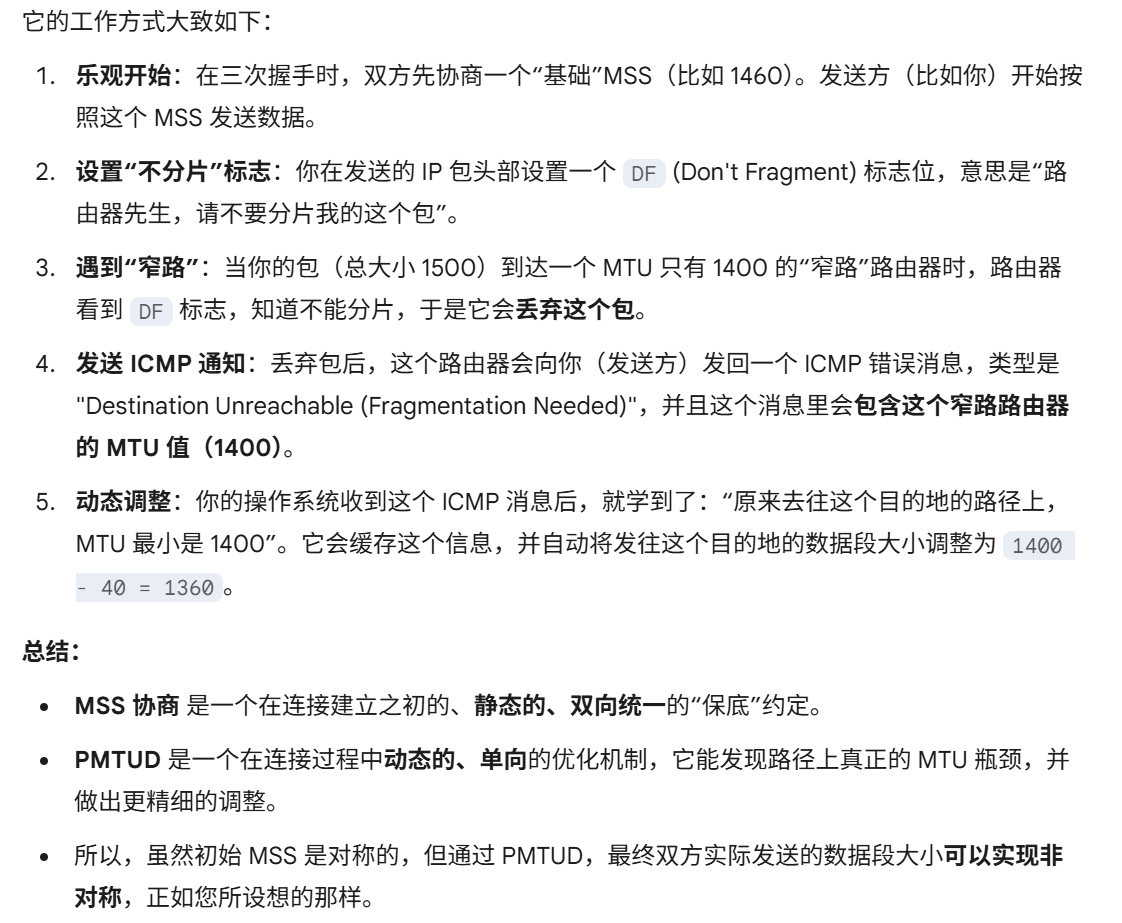 它的工作方式大致如下：
1. 乐观开始：在三次握手时，双方先协商一个“基础”MSS（比如 1460）。发送方（比如你）开始按
照这个 MSS 发送数据。
2. 设置“不分片”标志：你在发送的 IP 包头部设置一个 DF (Don't Fragment) 标志位，意思是“路
由器先生，请不要分片我的这个包”。
3. 遇到“窄路”：当你的包（总大小 1500）到达一个 MTU 只有 1400 的“窄路”路由器时，路由器
看到 DF 标志，知道不能分片，于是它会丢弃这个包。
4. 发送 ICMP 通知：丢弃包后，这个路由器会向你（发送方）发回一个 ICMP 错误消息，类型是
"Destination Unreachable (Fragmentation Needed)"，并且这个消息里会包含这个窄路路由器
的 MTU 值（1400）。
5. 动态调整：你的操作系统收到这个 ICMP 消息后，就学到了：“原来去往这个目的地的路径上，
MTU 最小是 1400”。它会缓存这个信息，并自动将发往这个目的地的数据段大小调整为 1400
- 40 = 1360。
总结：
• MSS 协商 是一个在连接建立之初的、静态的、双向统一的“保底”约定。
• PMTUD 是一个在连接过程中动态的、单向的优化机制，它能发现路径上真正的 MTU 瓶颈，并
做出更精细的调整。
• 所以，虽然初始 MSS 是对称的，但通过 PMTUD，最终双方实际发送的数据段大小可以实现非
对称，正如您所设想的那样。